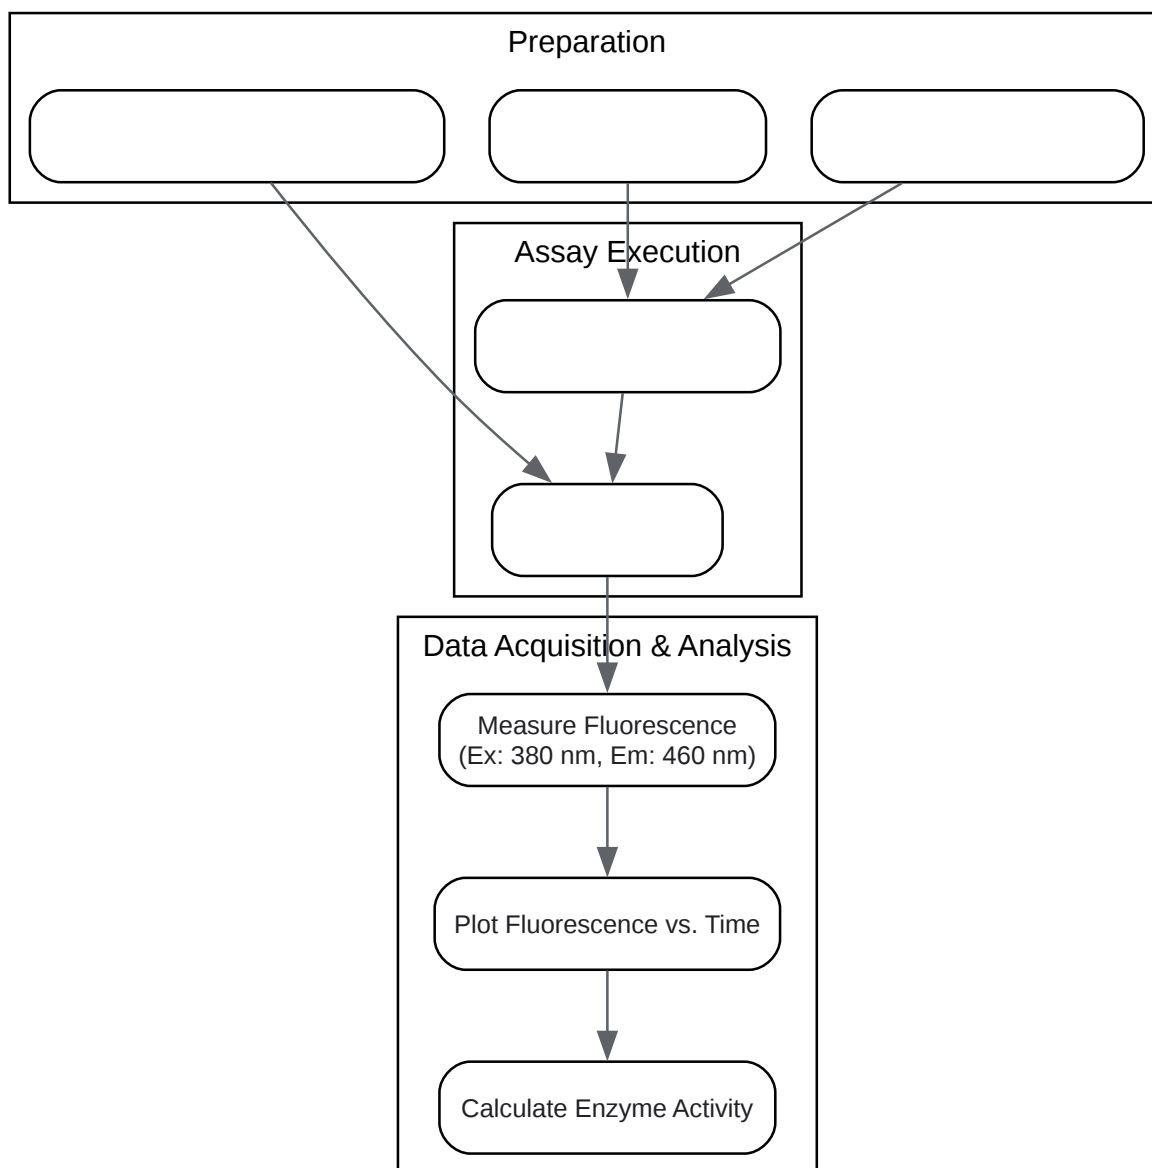 Preparation
Assay Execution
Data Acquisition & Analysis
Measure Fluorescence
(Ex: 380 nm, Em: 460 nm)
Plot Fluorescence vs. Time
Calculate Enzyme Activity